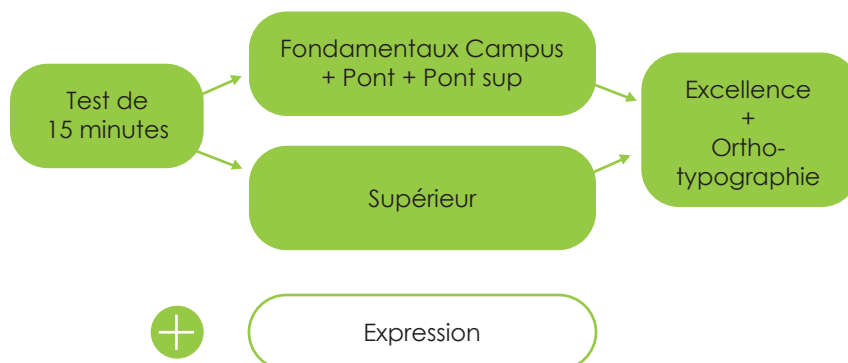 Test de
15 minutes
Fondamentaux Campus
+ Pont + Pont sup
Supérieur
Excellence
+
Ortho-
typographie
+
Expression